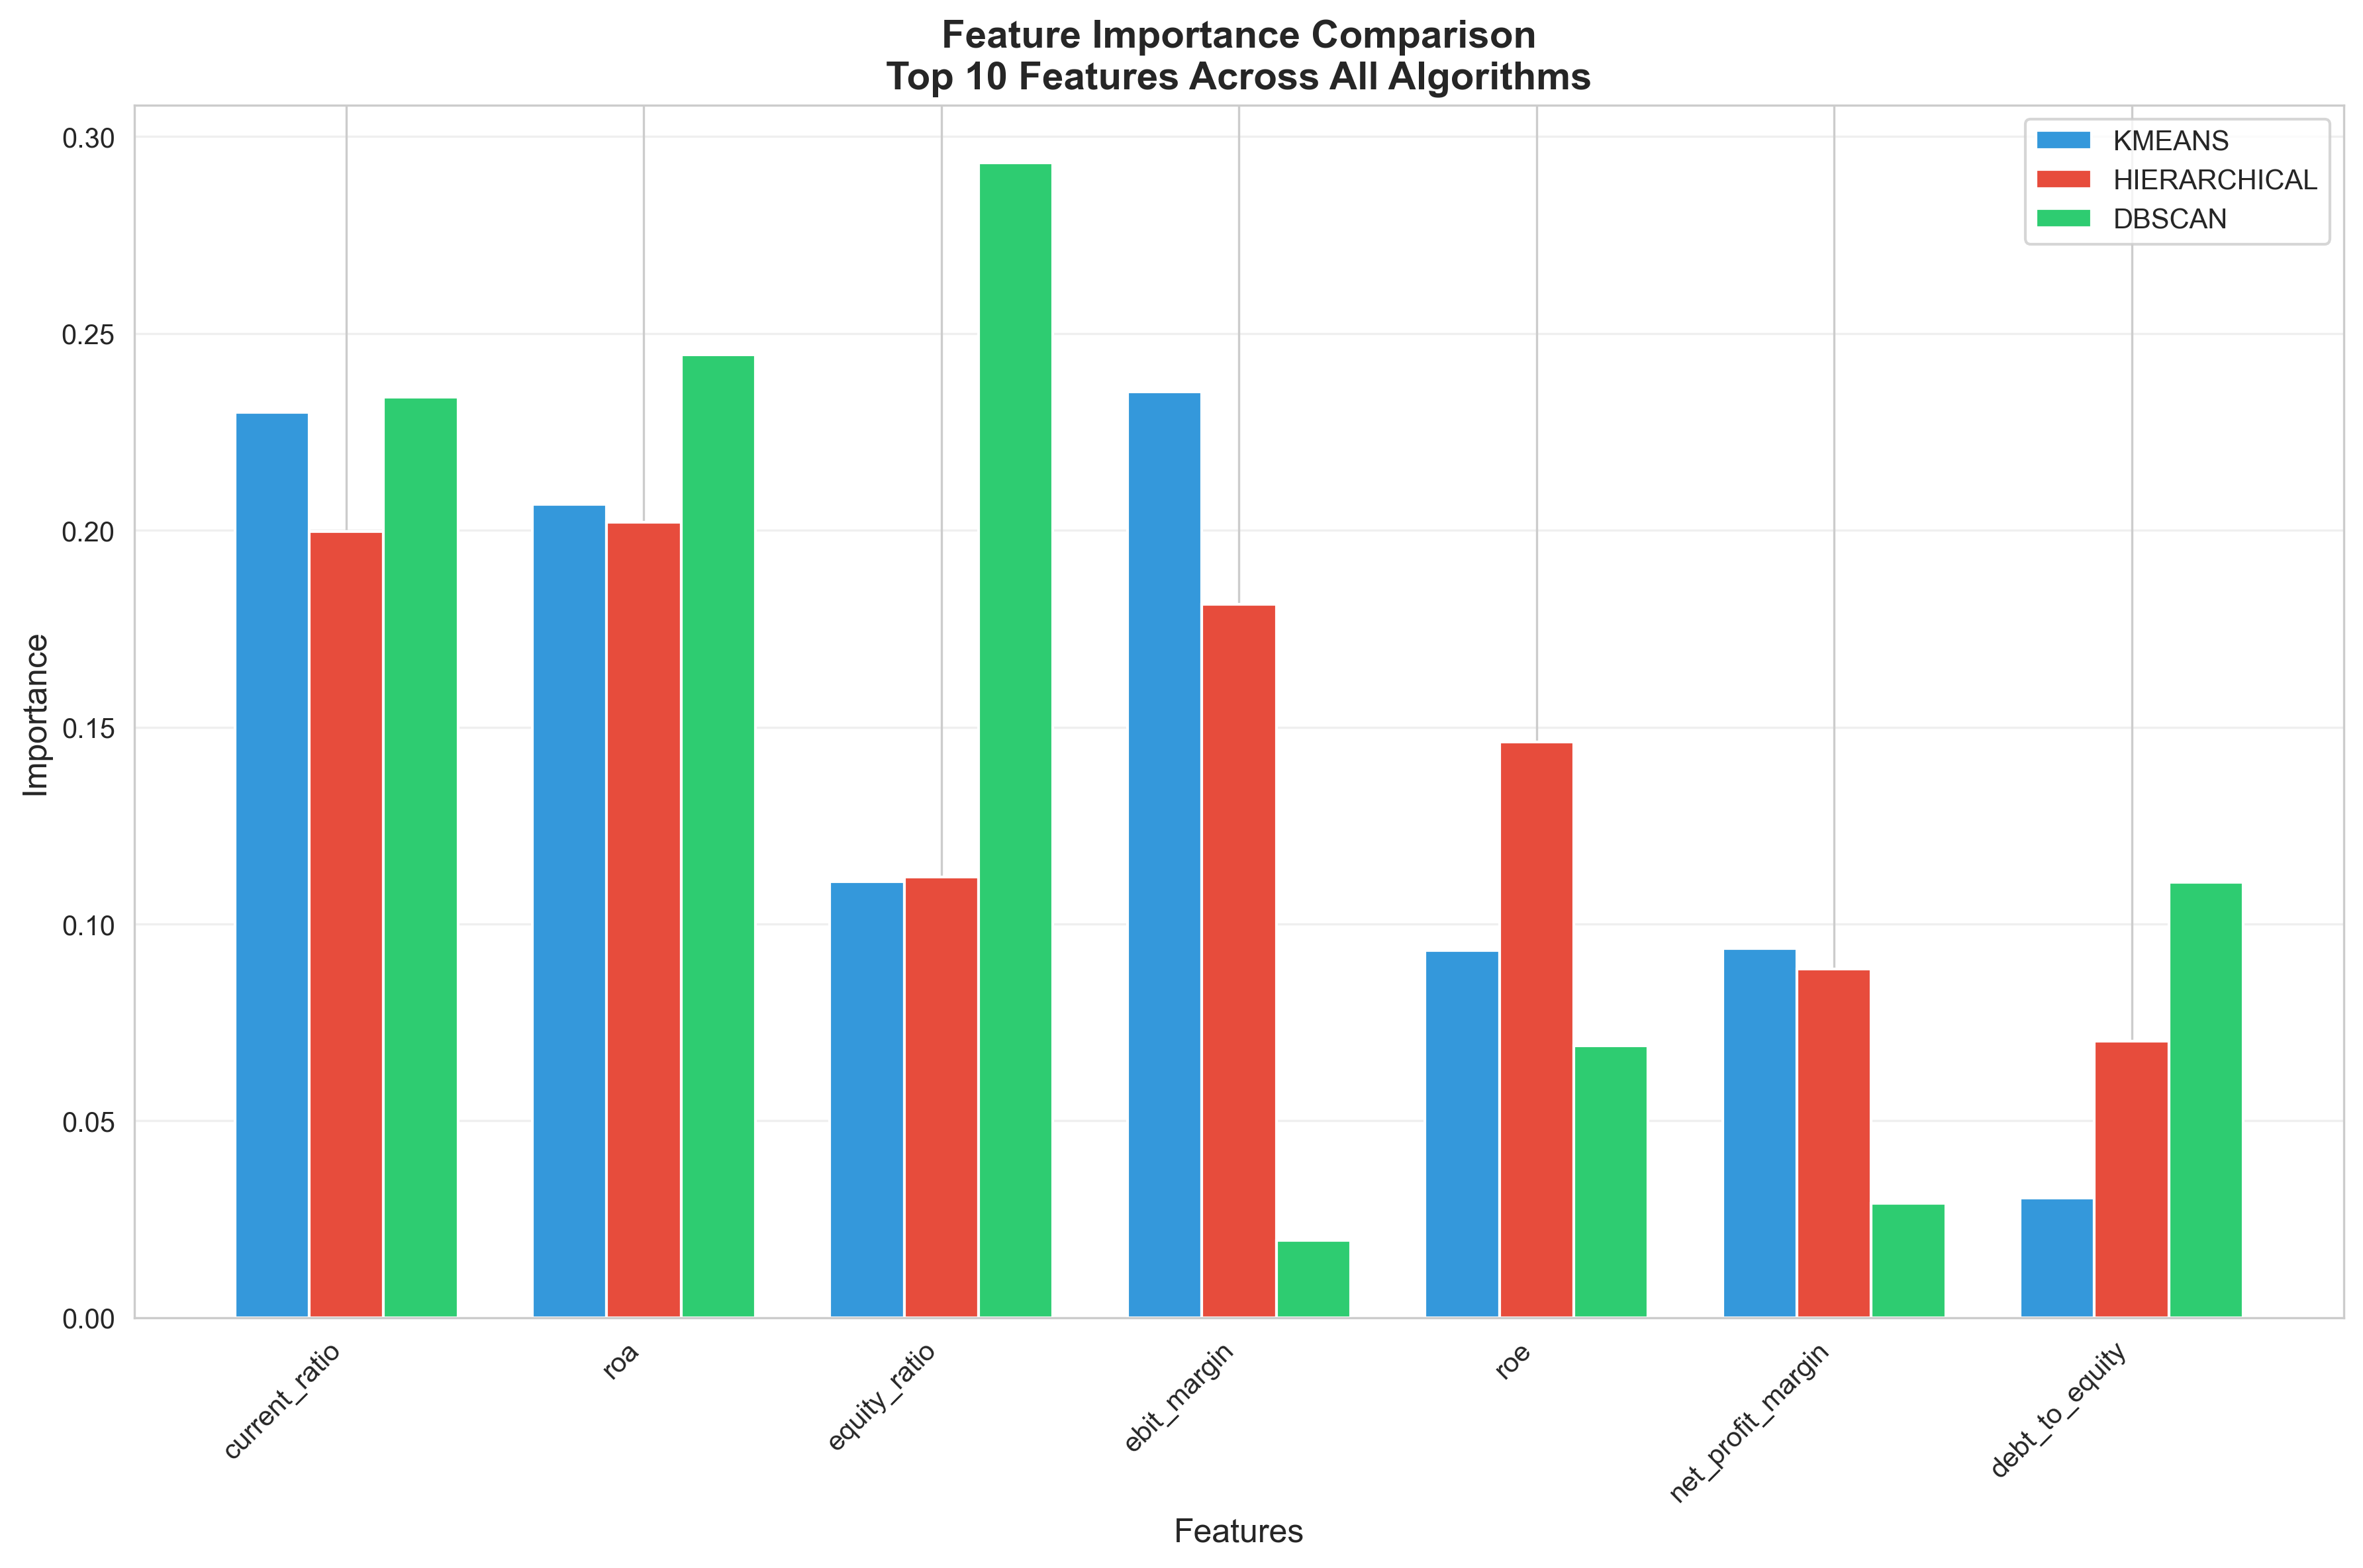 Feature Importance Comparison
Top 10 Features Across All Algorithms
KMEANS
HIERARCHICAL
DBSCAN
Importance
0.30
0.25
0.20
0.15
0.10
0.05
0.00
current_ratio
roa
equity_ratio
ebit_margin
roe
net_profit_margin
debt_to_equity
Features